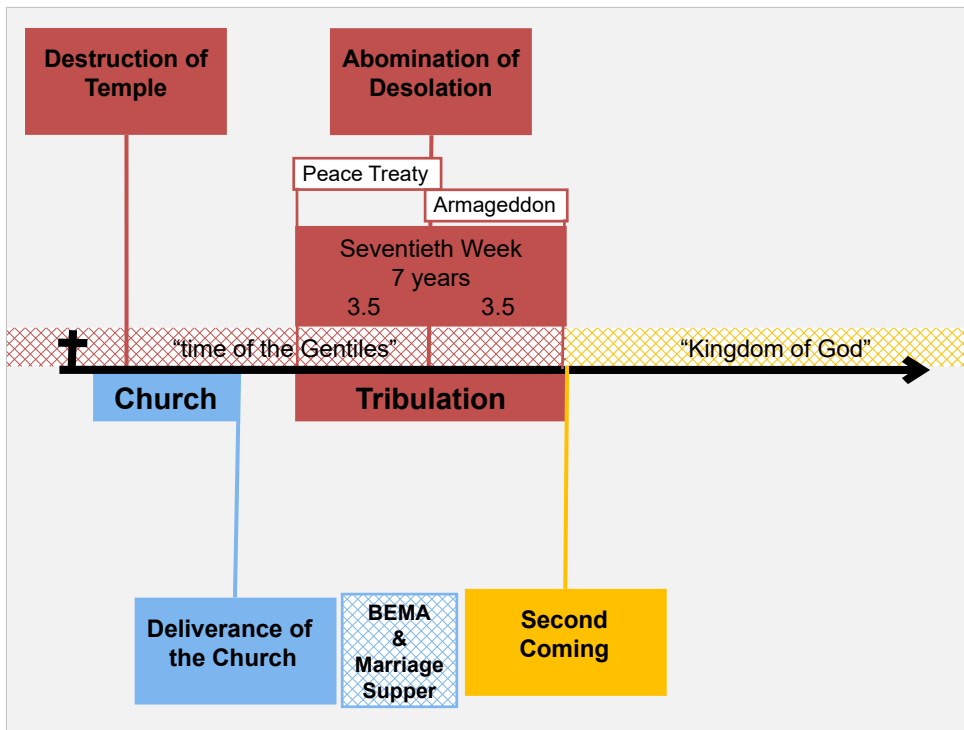 Destruction of
Temple
Abomination of
Desolation
Peace Treaty
Armageddon
Seventieth Week
7 years
3.5 3.5
“time of the Gentiles”
“Kingdom of God”
Church
Tribulation
Deliverance of
the Church
BEMA
&
Marriage
Supper
Second
Coming